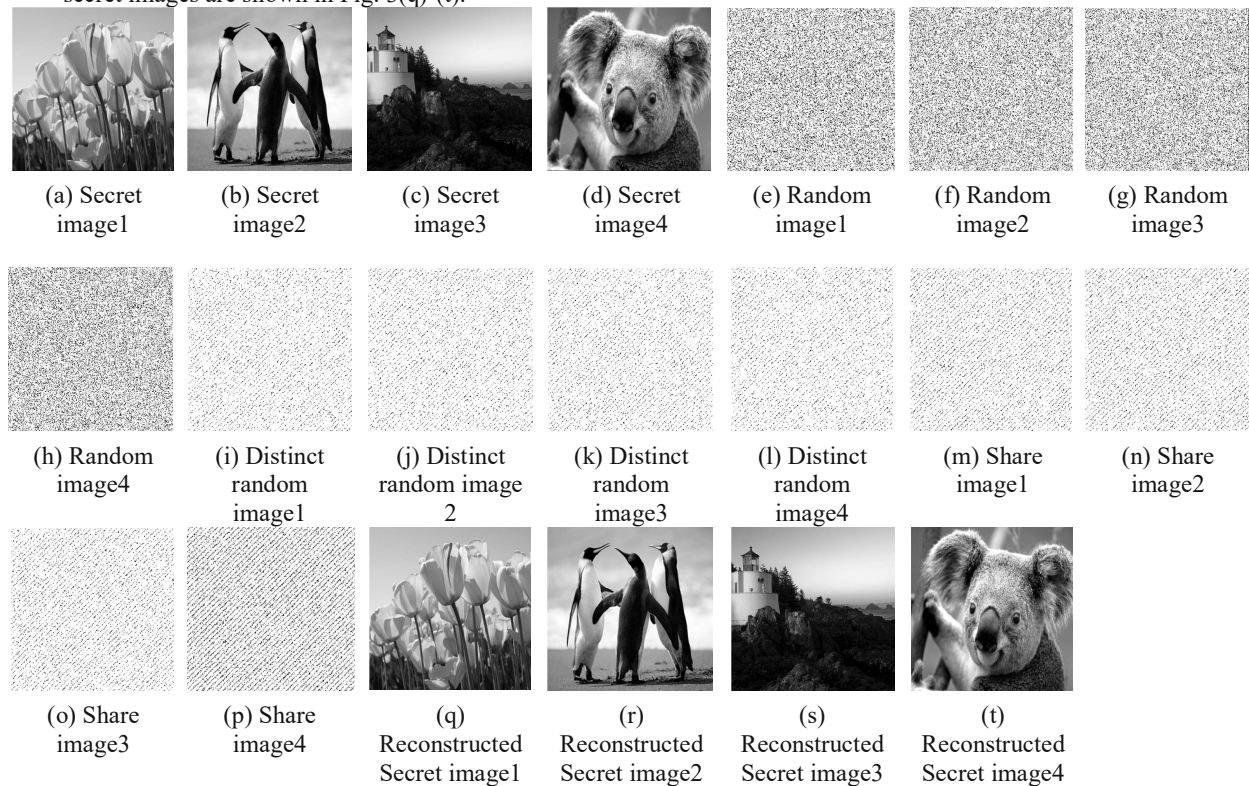 secret images are shown in Fig. 3(q)-(t).
(a) Secret
image1
(b) Secret
image2
(c) Secret
image3
(d) Secret
image4
(e) Random
image1
(f) Random
image2
(g) Random
image3
(h) Random
image4
(i) Distinct
random
image1
(j) Distinct
random image
2
(k) Distinct
random
image3
(l) Distinct
random
image4
(m) Share
image1
(n) Share
image2
(o) Share
image3
(p) Share
image4
(q)
Reconstructed
Secret image1
(r)
Reconstructed
Secret image2
(s)
Reconstructed
Secret image3
(t)
Reconstructed
Secret image4